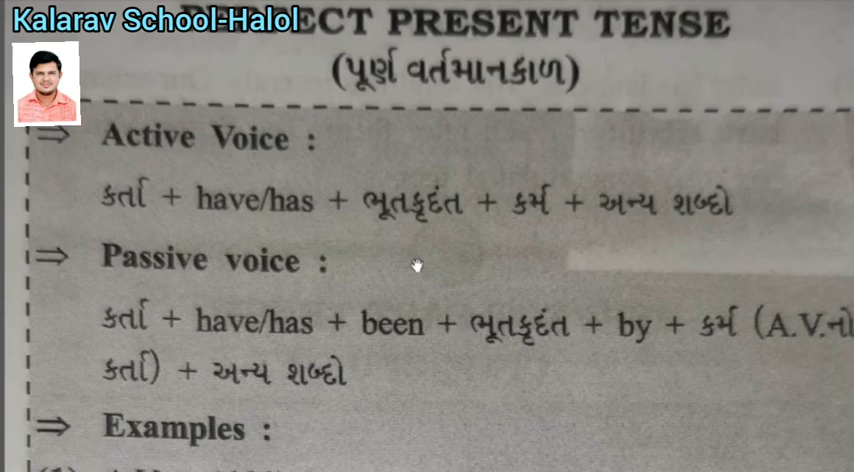 Kalarav School-Halol
PERFECT PRESENT TENSE
(પૂર્ણ વર્તમાનકાળ)
⇒ Active Voice :
કર્તા + have/has + ભૂતકૃદંત + કર્મ + અન્ય શબ્દો
⇒ Passive voice :
કર્તા + have/has + been + ભૂતકૃદંત + by + કર્મ (A.V.નો
કર્તા) + અન્ય શબ્દો
⇒ Examples :